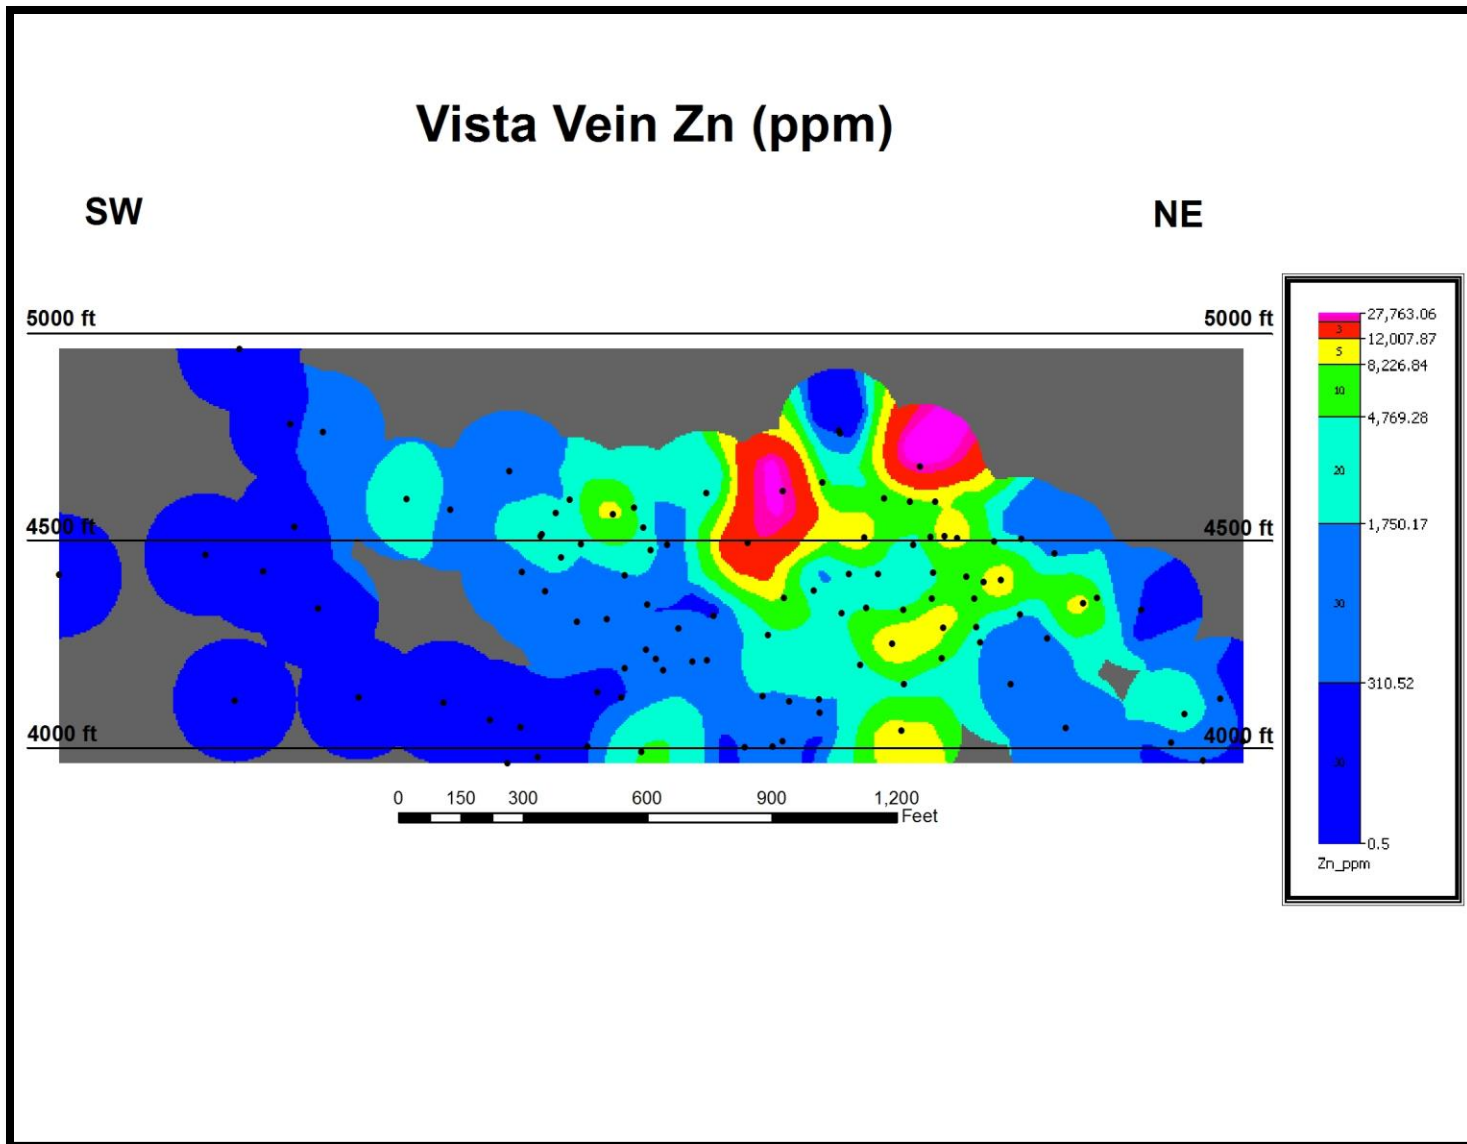 Vista Vein Zn (ppm)
SW
NE
5000 ft
5000 ft
4500 ft
4500 ft
4000 ft
4000 ft
0 150 300 600 900 1,200
Feet
27,763.06
3
12,007.87
5
8,226.84
10
4,769.28
20
1,750.17
30
310.52
30
0.5
Zn_ppm